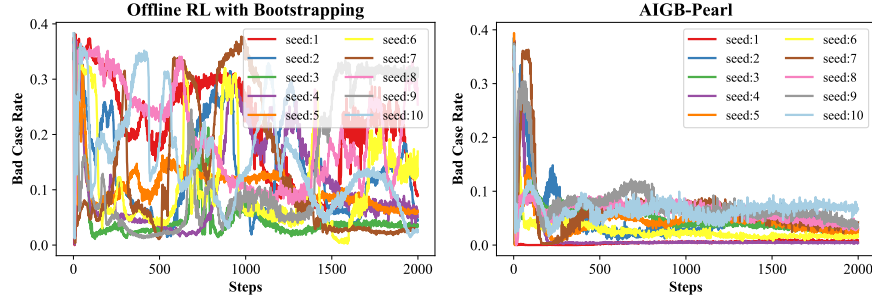 Offline RL with Bootstrapping
Bad Case Rate
0.4
0.3
0.2
0.1
0.0
seed:1
seed:2
seed:3
seed:4
seed:5
seed:6
seed:7
seed:8
seed:9
seed:10
0
500
1000
1500
2000
Steps
AIGB-Pearl
Bad Case Rate
0.4
0.3
0.2
0.1
0.0
seed:1
seed:2
seed:3
seed:4
seed:5
seed:6
seed:7
seed:8
seed:9
seed:10
0
500
1000
1500
2000
Steps